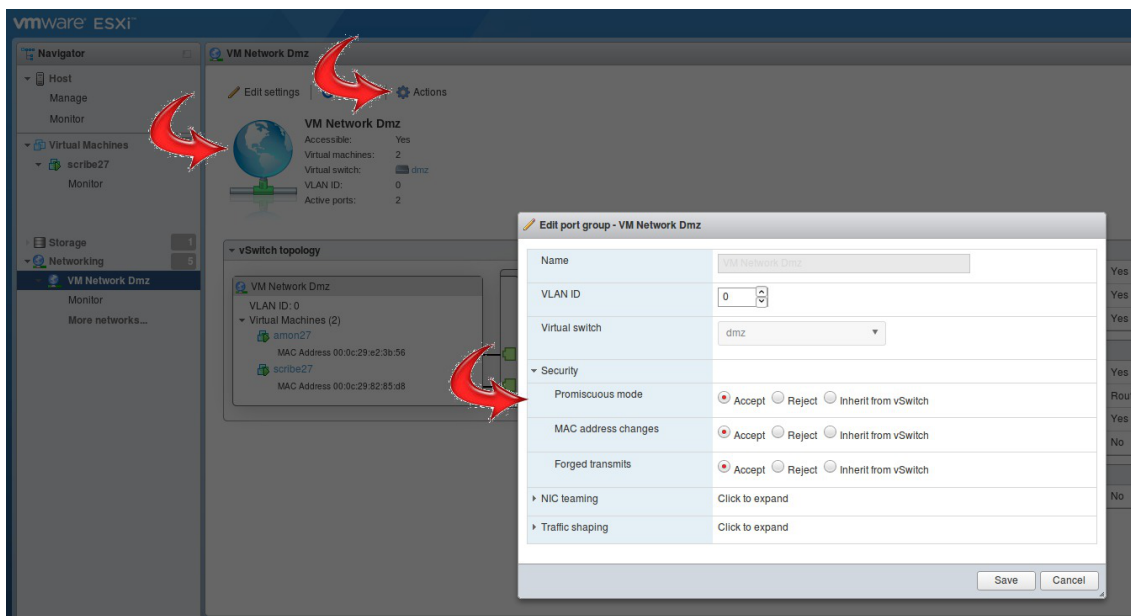 vmware ESXi
Navigator
VM Network Dmz
Host
Manage
Monitor
Virtual Machines
scribe27
Monitor
Storage 1
Networking 5
VM Network Dmz
Monitor
More networks...
Edit settings
Actions
VM Network Dmz
Accessible: Yes
Virtual machines: 2
Virtual switch: dmz
VLAN ID: 0
Active ports: 2
vSwitch topology
VM Network Dmz
VLAN ID: 0
Virtual Machines (2)
amon27
MAC Address 00:0c:29:e2:3b:56
scribe27
MAC Address 00:0c:29:82:85:d8
Edit port group - VM Network Dmz
Name VM Network Dmz
VLAN ID 0
Virtual switch dmz
Security
Promiscuous mode Accept Reject Inherit from vSwitch
MAC address changes Accept Reject Inherit from vSwitch
Forged transmits Accept Reject Inherit from vSwitch
NIC teaming Click to expand
Traffic shaping Click to expand
Save Cancel
Yes
Yes
Yes
Yes
Rou
Yes
No
No